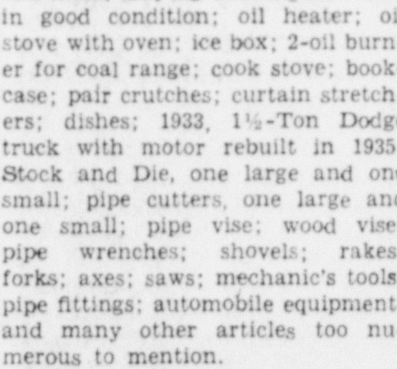 in good condition; oil heater; oi
stove with oven; ice box; 2-oil burn
er for coal range; cook stove; book
case; pair crutches; curtain stretch
ers; dishes; 1933, 1½-Ton Dodg
truck with motor rebuilt in 1935
Stock and Die, one large and on
small; pipe cutters, one large and
one small; pipe vise; wood vise
pipe wrenches; shovels; rakes
forks; axes; saws; mechanic's tools
pipe fittings; automobile equipment
and many other articles too nu
merous to mention.